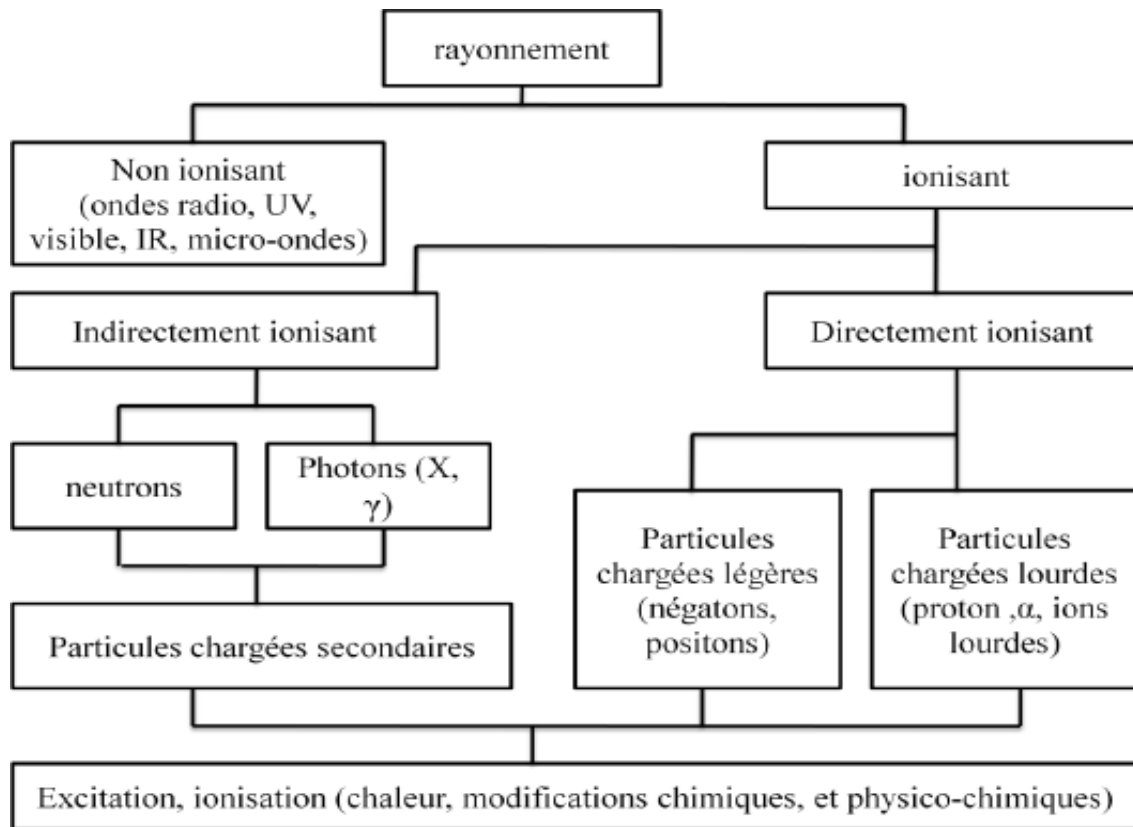 rayonnement
Non ionisant
(ondes radio, UV,
visible, IR, micro-ondes)
ionisant
Indirectement ionisant
Directement ionisant
neutrons
Photons (X,
γ)
Particules
chargées légères
(négatons,
positons)
Particules
chargées lourdes
(proton ,α, ions
lourdes)
Particules chargées secondaires
Excitation, ionisation (chaleur, modifications chimiques, et physico-chimiques)